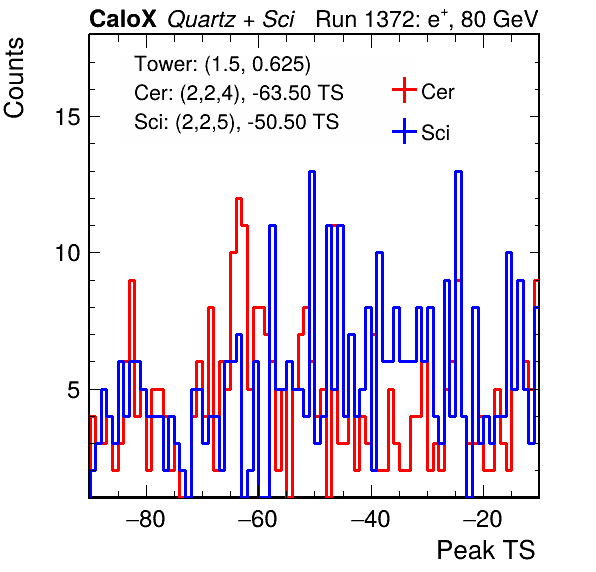 CaloX Quartz + Sci Run 1372: e+, 80 GeV
Counts
Tower: (1.5, 0.625)
Cer: (2,2,4), -63.50 TS
Sci: (2,2,5), -50.50 TS
Cer
Sci
15
10
5
−80 −60 −40 −20
Peak TS